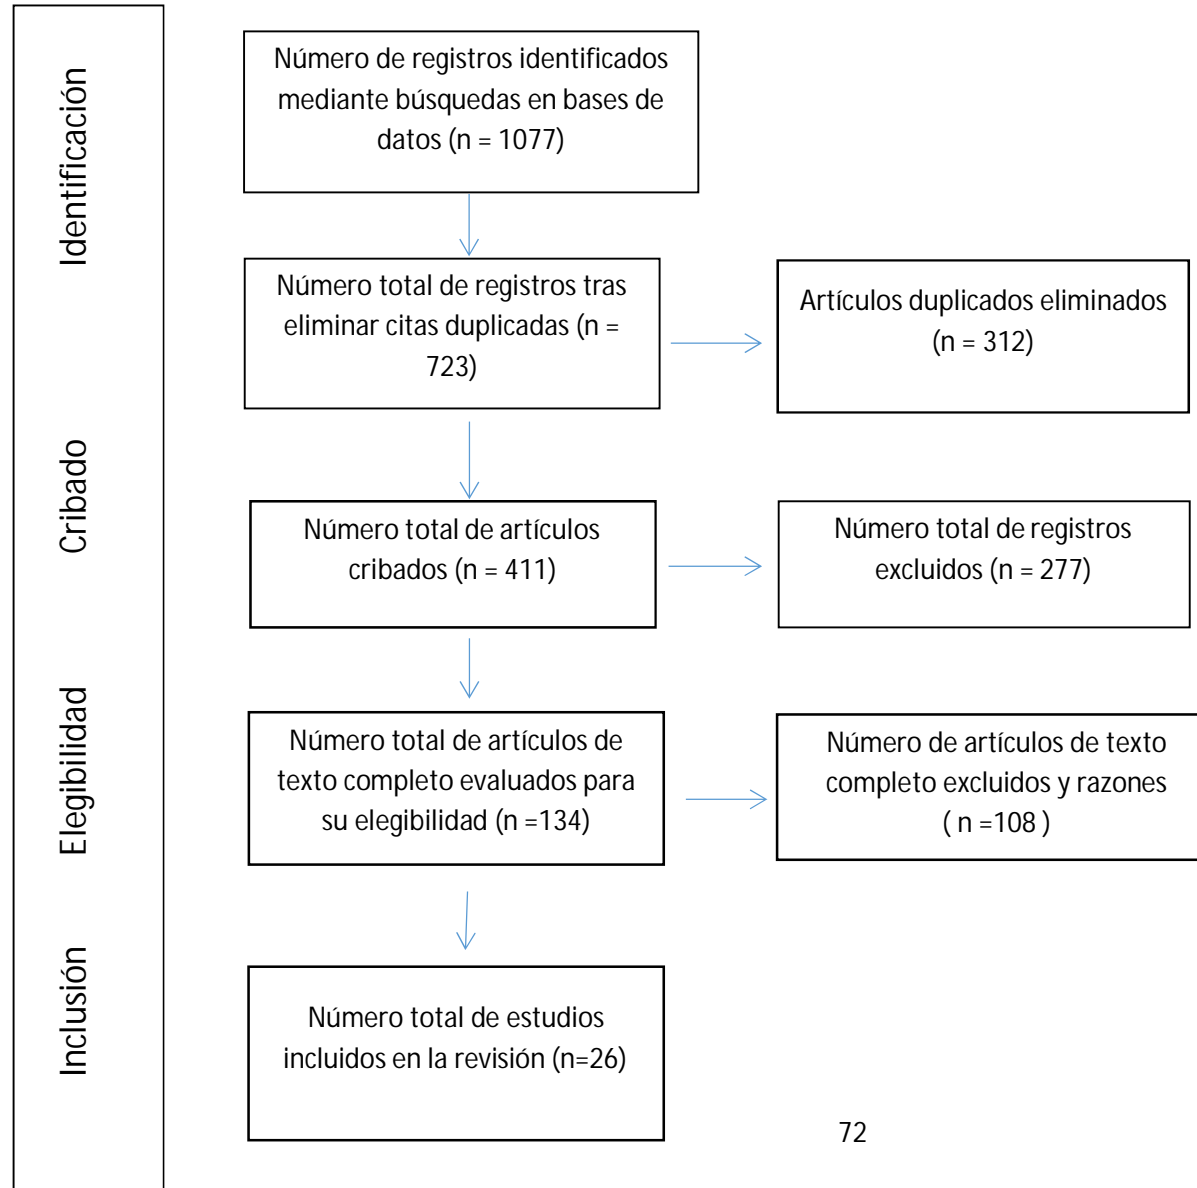 Identificación
Número de registros identificados
mediante búsquedas en bases de
datos (n = 1077)
Número total de registros tras
eliminar citas duplicadas (n =
723)
Artículos duplicados eliminados
(n = 312)
Cribado
Número total de artículos
cribados (n = 411)
Número total de registros
excluidos (n = 277)
Elegibilidad
Número total de artículos de
texto completo evaluados para
su elegibilidad (n =134)
Número de artículos de texto
completo excluidos y razones
( n =108 )
Inclusión
Número total de estudios
incluidos en la revisión (n=26)
72